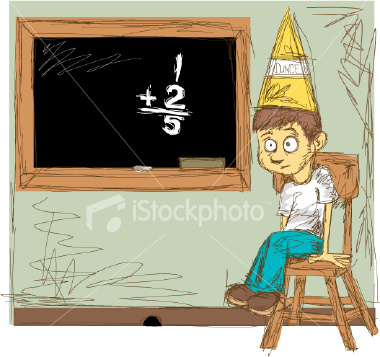 1
+ 2
5
DUNCE
iStockphoto